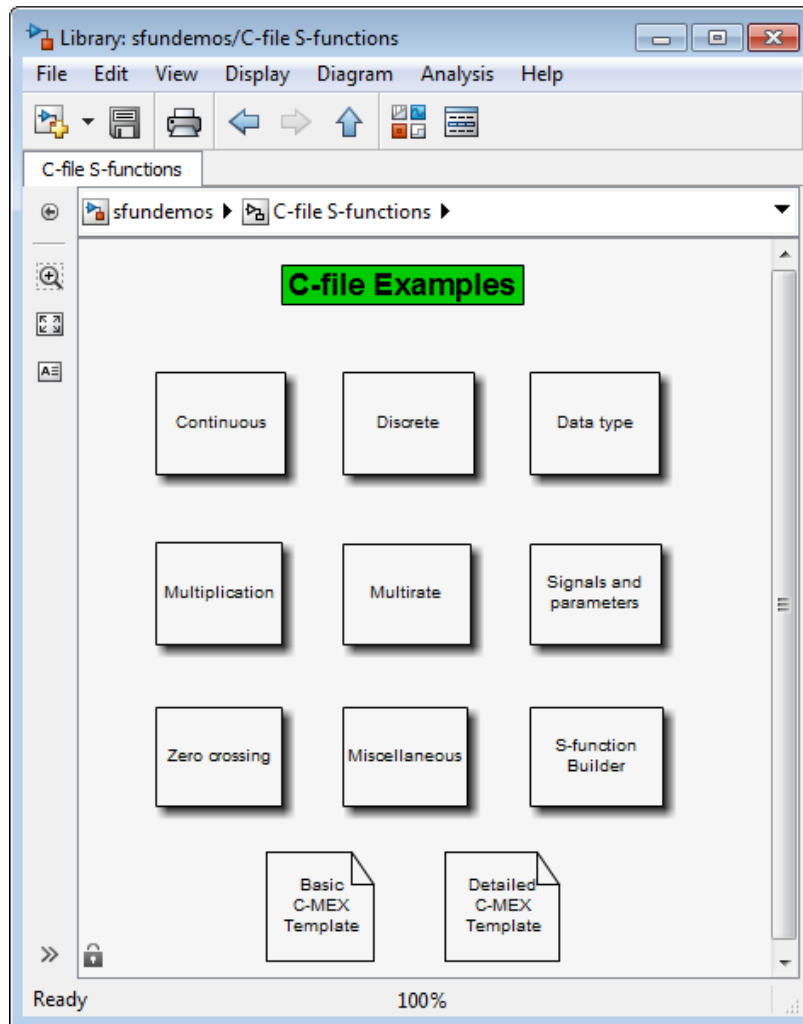 Library: sfundemos/C-file S-functions
File Edit View Display Diagram Analysis Help
C-file S-functions
sfundemos C-file S-functions
C-file Examples
Continuous
Discrete
Data type
Multiplication
Multirate
Signals and
parameters
Zero crossing
Miscellaneous
S-function
Builder
Basic
C-MEX
Template
Detailed
C-MEX
Template
Ready 100%